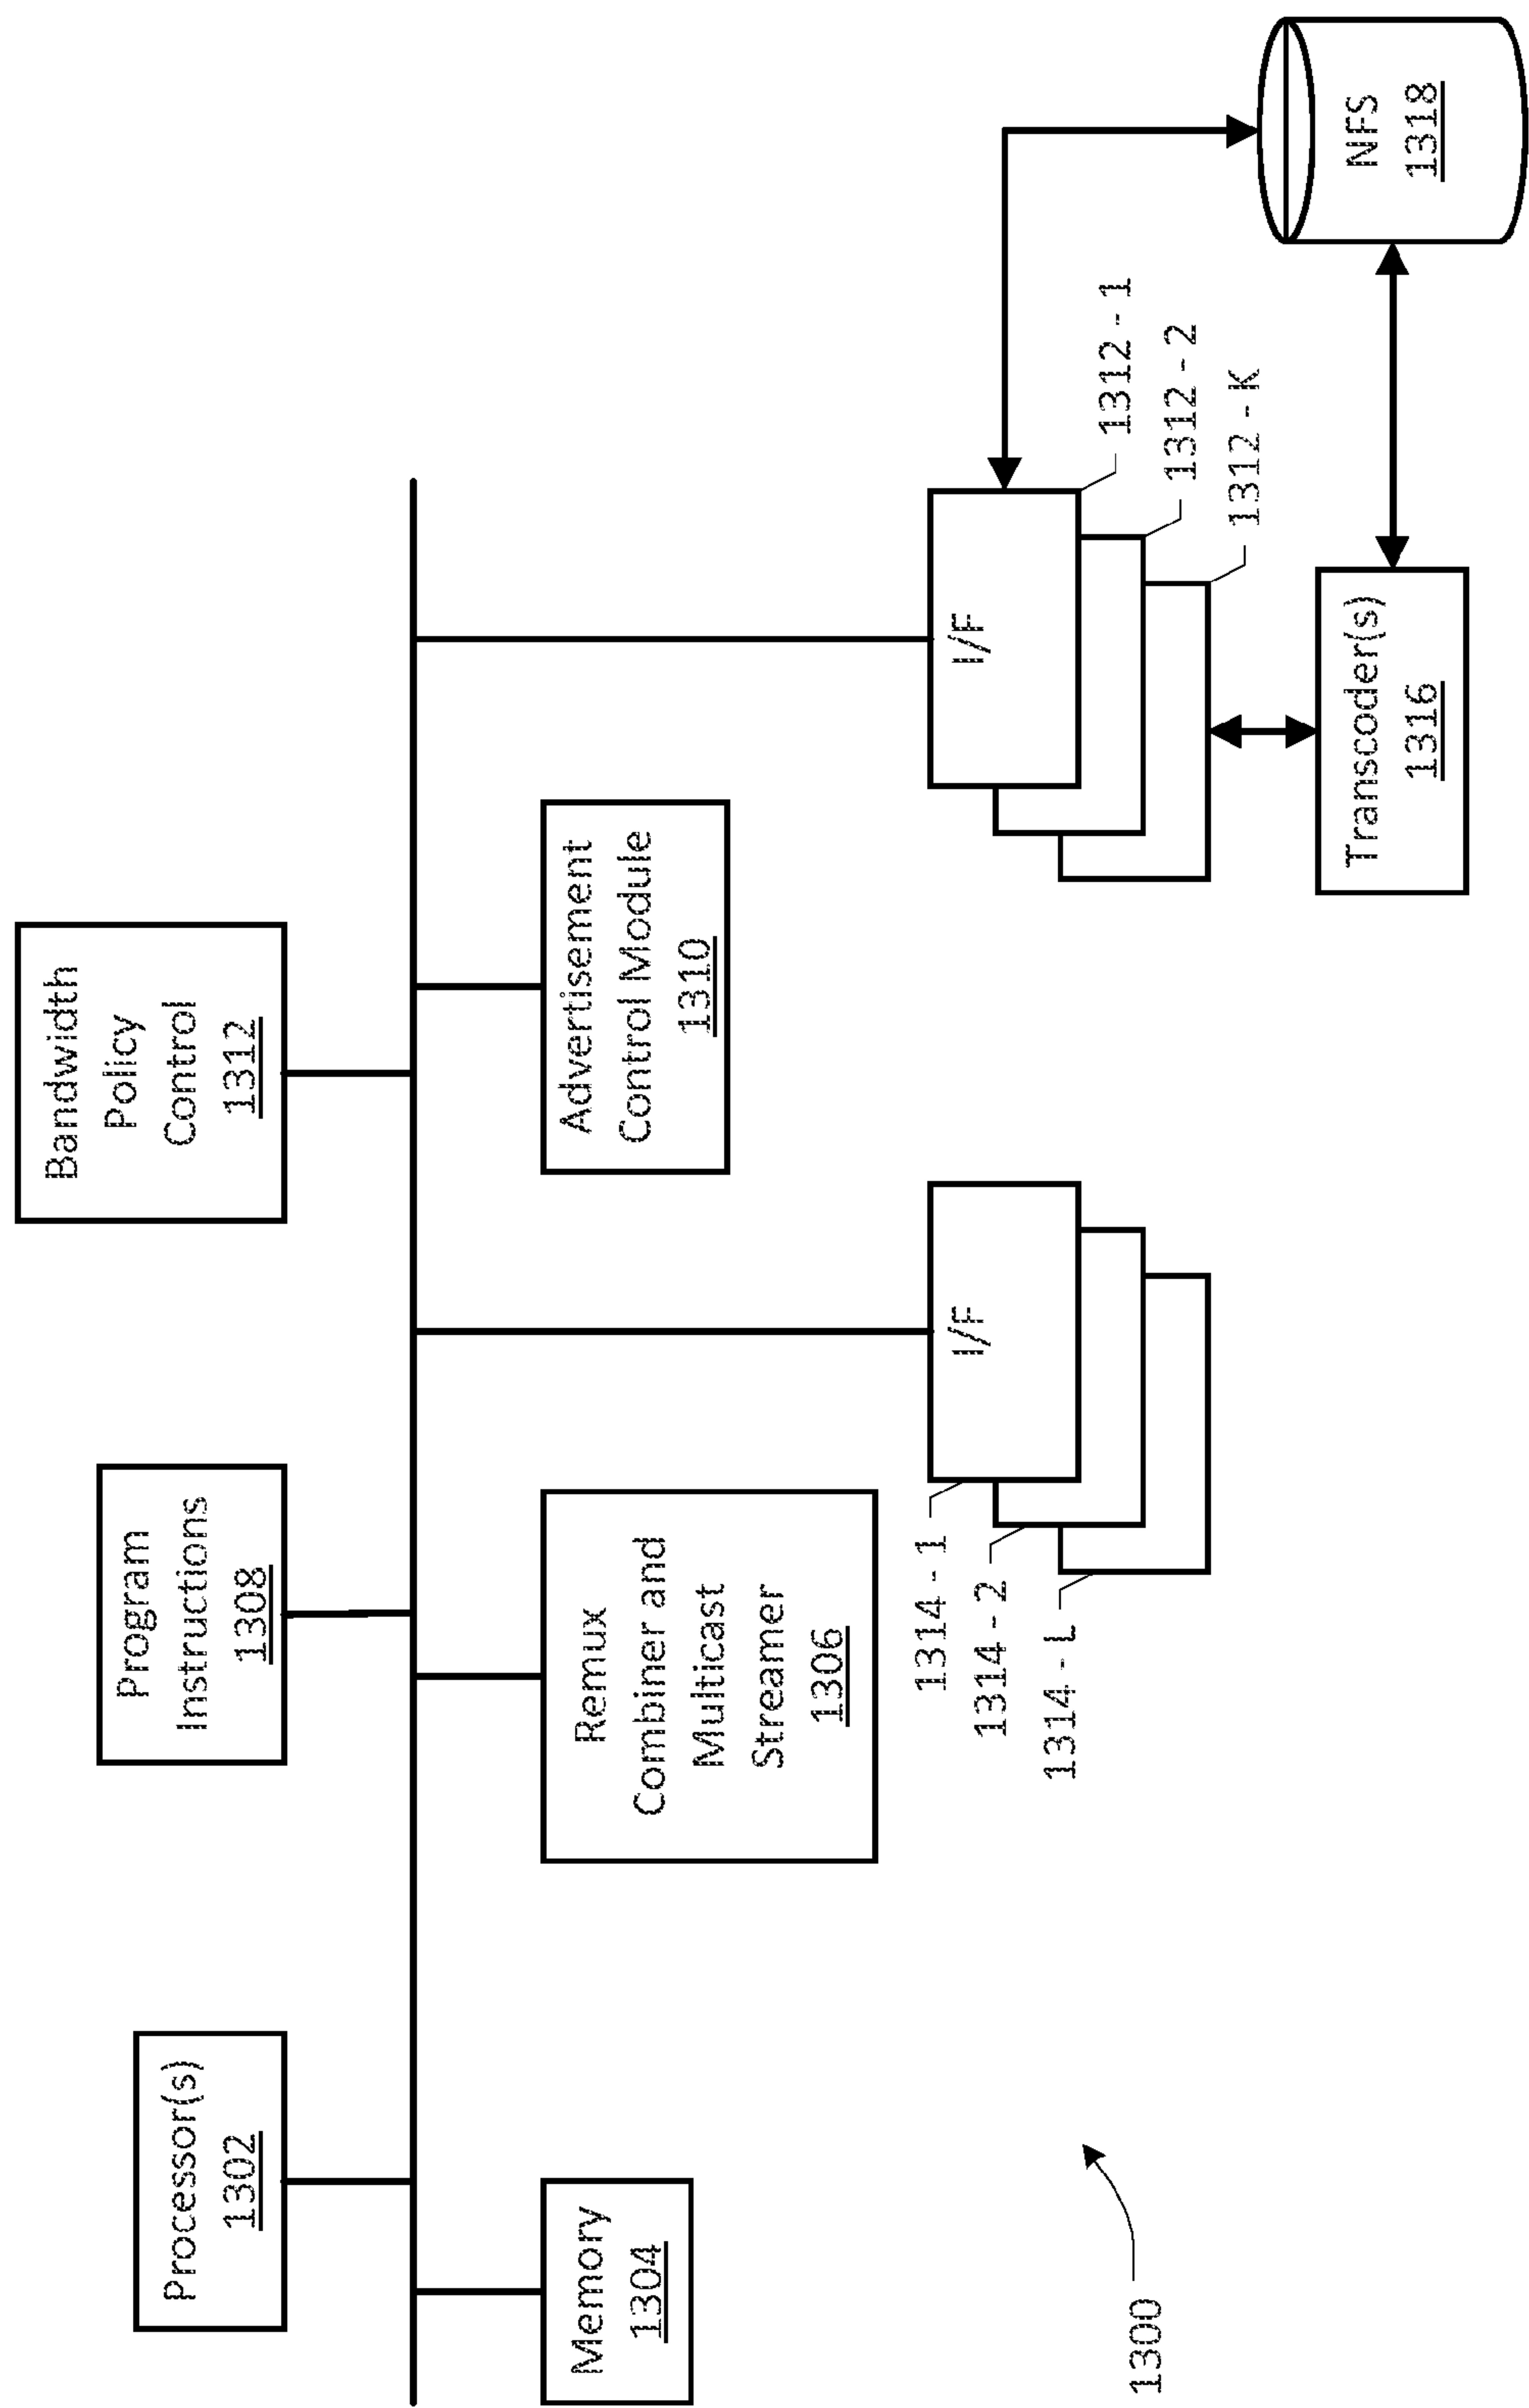 Processor(s)
1302
Program
Instructions
1308
Bandwidth
Policy
Control
1312
Memory
1304
Remux
Combiner and
Multicast
Streamer
1306
Advertisement
Control Module
1310
I/F
1314 - 1
1314 - 2
1314 - L
I/F
1312 - 1
1312 - 2
1312 - K
Transcoder(s)
1316
NFS
1318
1300